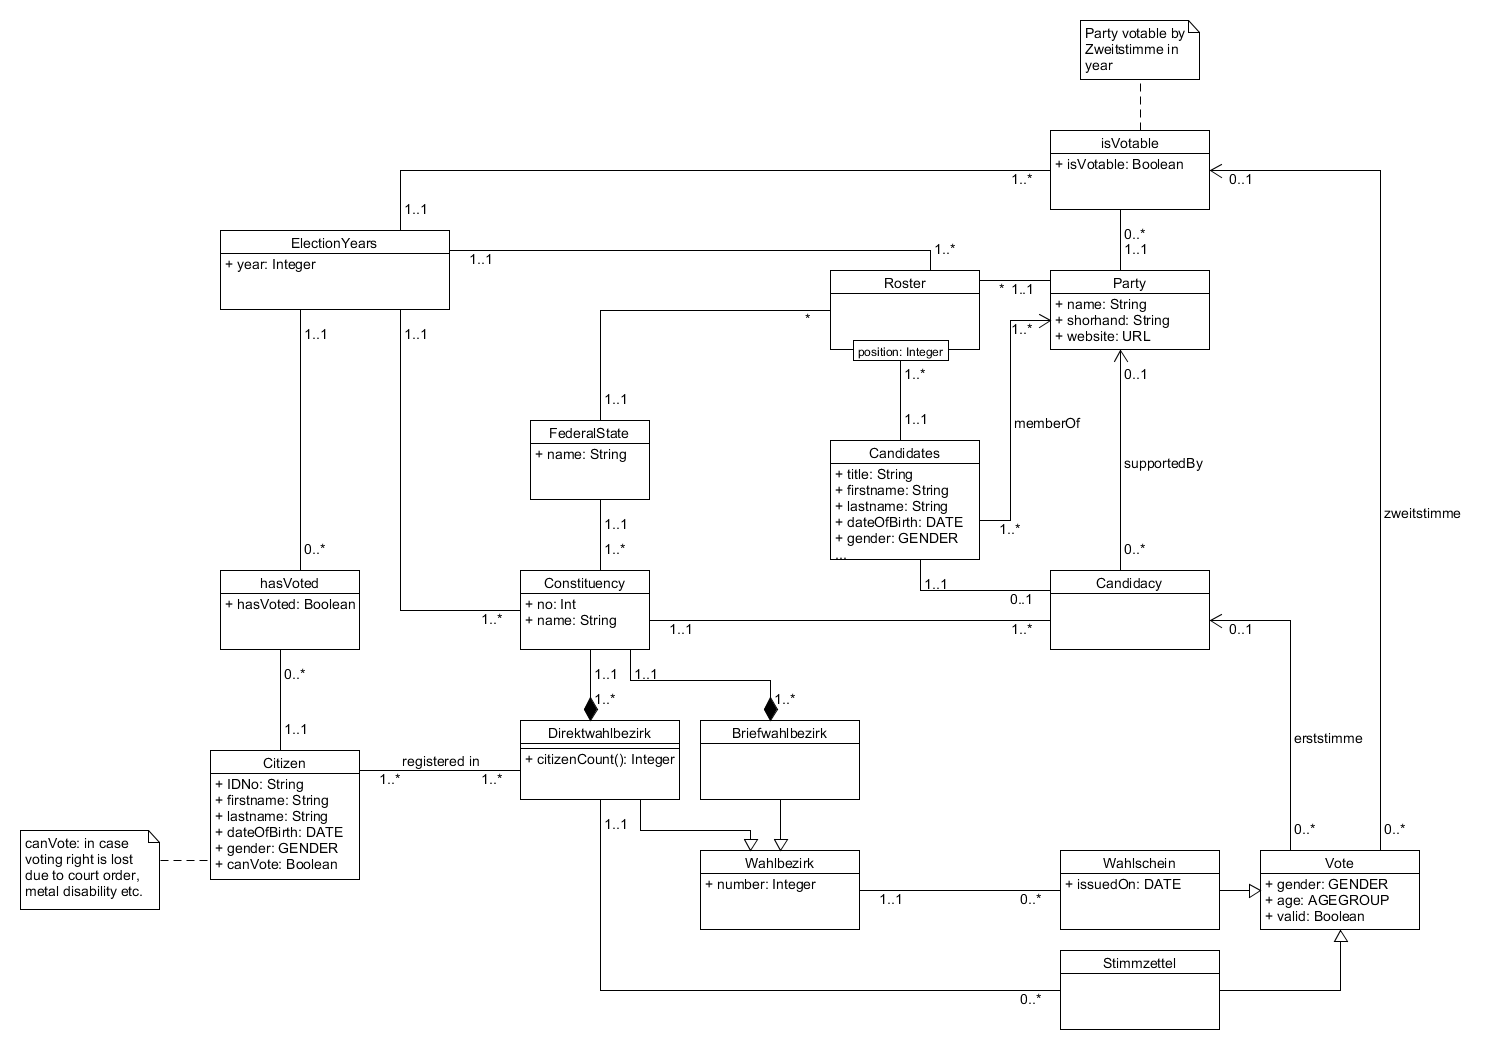 Party votable by
Zweitstimme in
year
isVotable
+ isVotable: Boolean
1..*
0..1
1..1
0..*
1..1
ElectionYears
+ year: Integer
1..1
1..*
Roster
position: Integer
*
1..1
Party
+ name: String
+ shorhand: String
+ website: URL
*
1..*
1..1
1..1
1..*
0..1
1..1
1..1
memberOf
FederalState
+ name: String
Candidates
+ title: String
+ firstname: String
+ lastname: String
+ dateOfBirth: DATE
+ gender: GENDER
...
supportedBy
zweitstimme
1..1
1..*
1..*
0..*
0..*
hasVoted
+ hasVoted: Boolean
Constituency
+ no: Int
+ name: String
1..1
0..1
Candidacy
1..*
1..1
1..*
0..1
0..*
1..1
1..1
1..*
1..*
1..1
Direktwahlbezirk
+ citizenCount(): Integer
Briefwahlbezirk
erststimme
Citizen
+ IDNo: String
+ firstname: String
+ lastname: String
+ dateOfBirth: DATE
+ gender: GENDER
+ canVote: Boolean
registered in
1..*
1..*
canVote: in case
voting right is lost
due to court order,
metal disability etc.
1..1
0..*
0..*
Wahlbezirk
+ number: Integer
1..1
0..*
Wahlschein
+ issuedOn: DATE
Vote
+ gender: GENDER
+ age: AGEGROUP
+ valid: Boolean
Stimmzettel
0..*